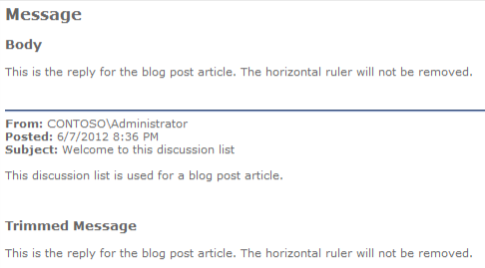 Message
Body
This is the reply for the blog post article. The horizontal ruler will not be removed.
From: CONTOSO\Administrator
Posted: 6/7/2012 8:36 PM
Subject: Welcome to this discussion list
This discussion list is used for a blog post article.
Trimmed Message
This is the reply for the blog post article. The horizontal ruler will not be removed.